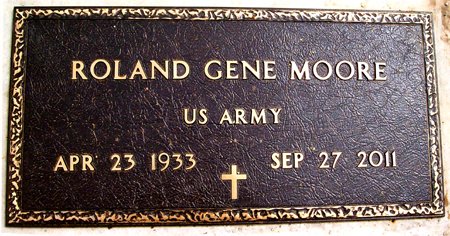 ROLAND GENE MOORE
US ARMY
APR 23 1933 SEP 27 2011